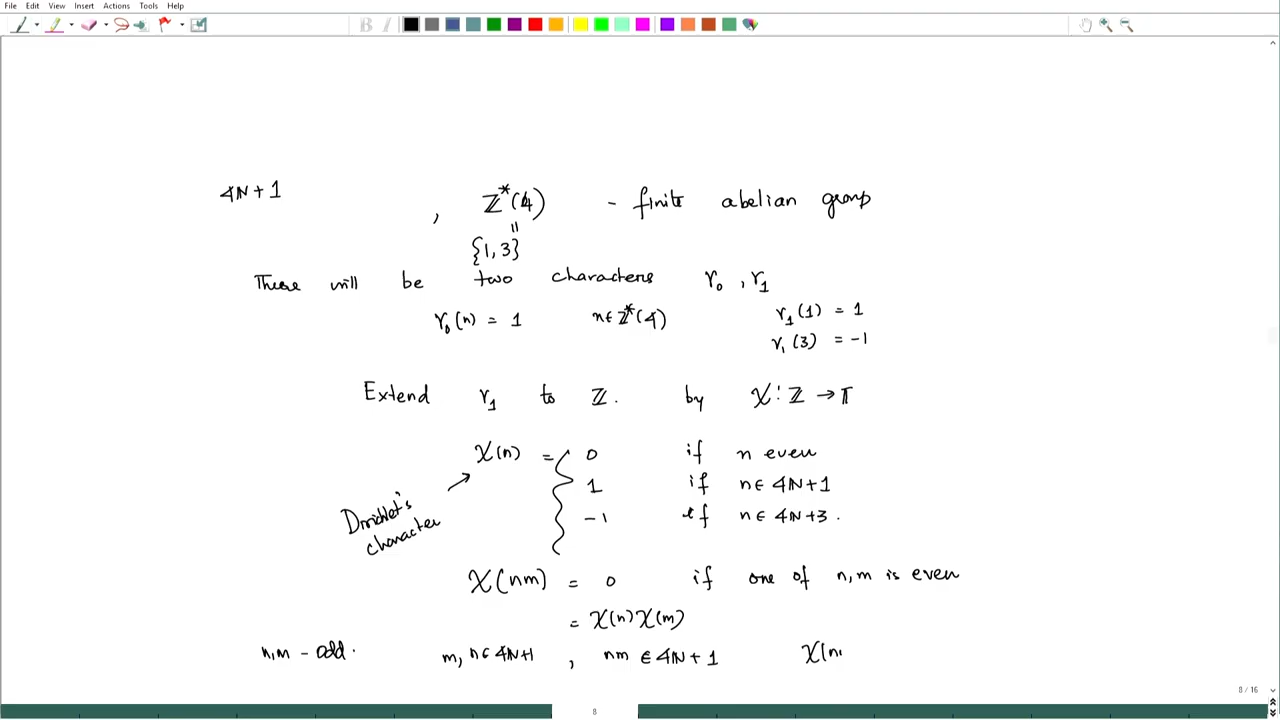 File Edit View Insert Actions Tools Help
B I
4ℕ+1 , ℤ*(4) - finite abelian group
{1,3}
There will be two characters γ₀, γ₁
γ₀(n) = 1 n∈ℤ*(4) γ₁(1) = 1
γ₁(3) = -1
Extend γ₁ to ℤ. by χ:ℤ→𝕋
χ(n) = { 0 if n even
1 if n∈4ℕ+1
-1 if n∈4ℕ+3.
Dirichlet's character
χ(nm) = 0 if one of n,m is even
= χ(n)χ(m)
n,m - odd. m, n∈4ℕ+1, nm ∈ 4ℕ+1 χ(n
8 / 16
8